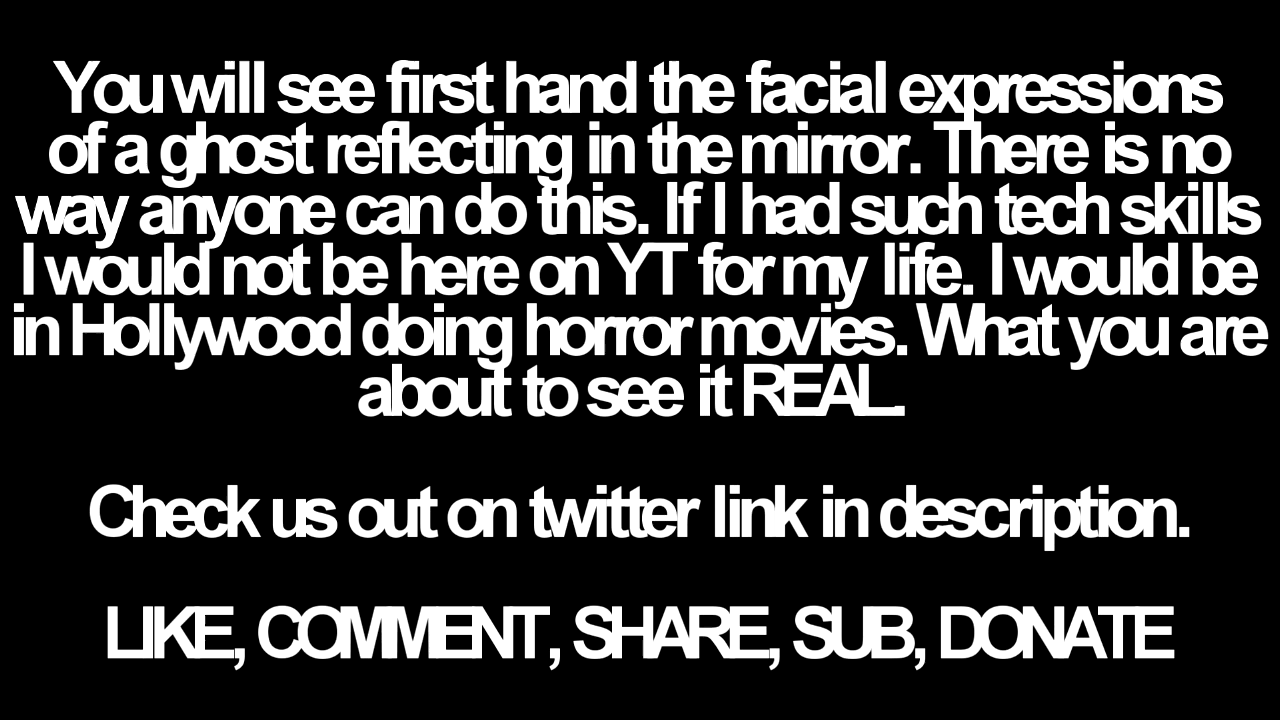 You will see first hand the facial expressions
of a ghost reflecting in the mirror. There is no
way anyone can do this. If I had such tech skills
I would not be here on YT for my life. I would be
in Hollywood doing horror movies. What you are
about to see it REAL.
Check us out on twitter link in description.
LIKE, COMMENT, SHARE, SUB, DONATE